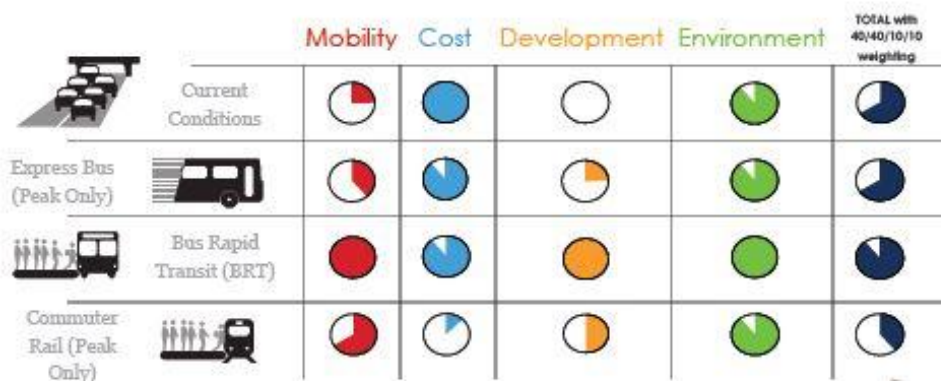 Mobility Cost Development Environment
TOTAL with
40/40/10/10
weighting
Current
Conditions
Express Bus
(Peak Only)
Bus Rapid
Transit (BRT)
Commuter
Rail (Peak
Only)